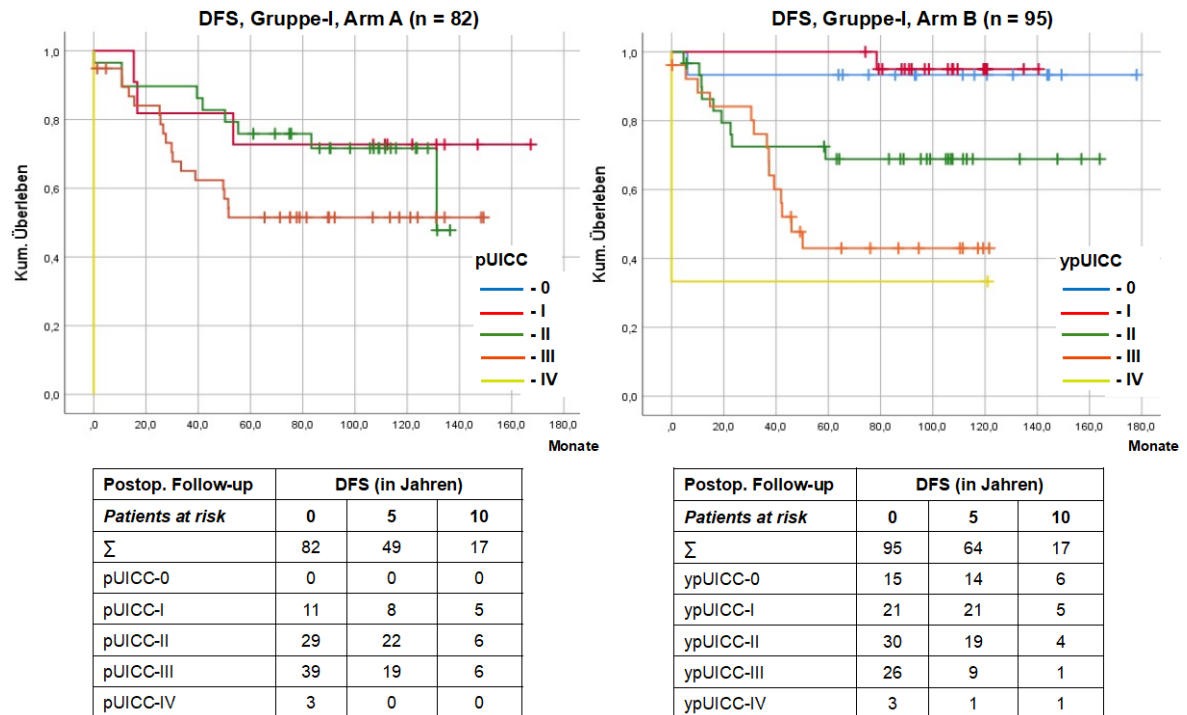 DFS, Gruppe-I, Arm A (n = 82)
Kum. Überleben
1,0
0,8
0,6
0,4
0,2
0,0
pUICC
- 0
- I
- II
- III
- IV
,0 20,0 40,0 60,0 80,0 100,0 120,0 140,0 160,0 180,0
Monate
DFS, Gruppe-I, Arm B (n = 95)
Kum. Überleben
1,0
0,8
0,6
0,4
0,2
0,0
ypUICC
- 0
- I
- II
- III
- IV
,0 20,0 40,0 60,0 80,0 100,0 120,0 140,0 160,0 180,0
Monate
Postop. Follow-up DFS (in Jahren)
Patients at risk 0 5 10
∑ 82 49 17
pUICC-0 0 0 0
pUICC-I 11 8 5
pUICC-II 29 22 6
pUICC-III 39 19 6
pUICC-IV 3 0 0
Postop. Follow-up DFS (in Jahren)
Patients at risk 0 5 10
∑ 95 64 17
ypUICC-0 15 14 6
ypUICC-I 21 21 5
ypUICC-II 30 19 4
ypUICC-III 26 9 1
ypUICC-IV 3 1 1